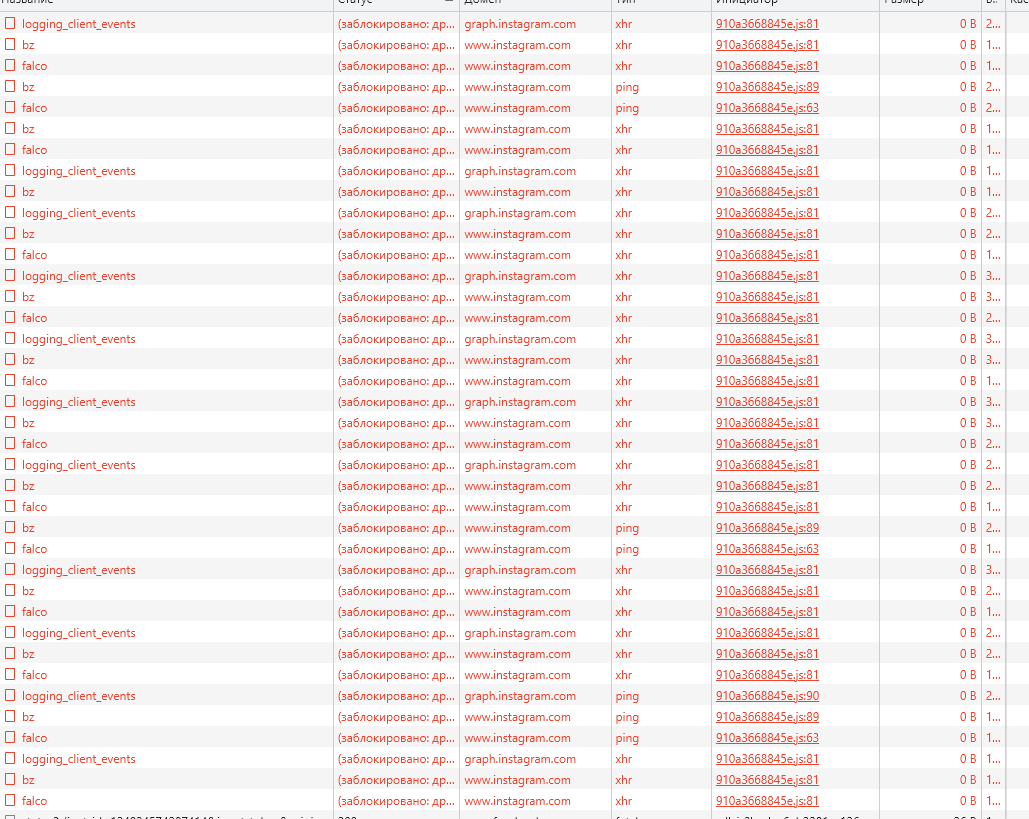 Название Статус Домен Тип Инициатор Размер В.. Кас
logging_client_events (заблокировано: др... graph.instagram.com xhr 910a3668845e.js:81 0 B 2...
bz (заблокировано: др... www.instagram.com xhr 910a3668845e.js:81 0 B 1...
falco (заблокировано: др... www.instagram.com xhr 910a3668845e.js:81 0 B 1...
bz (заблокировано: др... www.instagram.com ping 910a3668845e.js:89 0 B 2...
falco (заблокировано: др... www.instagram.com ping 910a3668845e.js:63 0 B 2...
bz (заблокировано: др... www.instagram.com xhr 910a3668845e.js:81 0 B 1...
falco (заблокировано: др... www.instagram.com xhr 910a3668845e.js:81 0 B 1...
logging_client_events (заблокировано: др... graph.instagram.com xhr 910a3668845e.js:81 0 B 1...
bz (заблокировано: др... www.instagram.com xhr 910a3668845e.js:81 0 B 1...
logging_client_events (заблокировано: др... graph.instagram.com xhr 910a3668845e.js:81 0 B 2...
bz (заблокировано: др... www.instagram.com xhr 910a3668845e.js:81 0 B 2...
falco (заблокировано: др... www.instagram.com xhr 910a3668845e.js:81 0 B 1...
logging_client_events (заблокировано: др... graph.instagram.com xhr 910a3668845e.js:81 0 B 3...
bz (заблокировано: др... www.instagram.com xhr 910a3668845e.js:81 0 B 3...
falco (заблокировано: др... www.instagram.com xhr 910a3668845e.js:81 0 B 2...
logging_client_events (заблокировано: др... graph.instagram.com xhr 910a3668845e.js:81 0 B 3...
bz (заблокировано: др... www.instagram.com xhr 910a3668845e.js:81 0 B 3...
falco (заблокировано: др... www.instagram.com xhr 910a3668845e.js:81 0 B 1...
logging_client_events (заблокировано: др... graph.instagram.com xhr 910a3668845e.js:81 0 B 3...
bz (заблокировано: др... www.instagram.com xhr 910a3668845e.js:81 0 B 3...
falco (заблокировано: др... www.instagram.com xhr 910a3668845e.js:81 0 B 2...
logging_client_events (заблокировано: др... graph.instagram.com xhr 910a3668845e.js:81 0 B 2...
bz (заблокировано: др... www.instagram.com xhr 910a3668845e.js:81 0 B 2...
falco (заблокировано: др... www.instagram.com xhr 910a3668845e.js:81 0 B 1...
bz (заблокировано: др... www.instagram.com ping 910a3668845e.js:89 0 B 2...
falco (заблокировано: др... www.instagram.com ping 910a3668845e.js:63 0 B 1...
logging_client_events (заблокировано: др... graph.instagram.com xhr 910a3668845e.js:81 0 B 3...
bz (заблокировано: др... www.instagram.com xhr 910a3668845e.js:81 0 B 2...
falco (заблокировано: др... www.instagram.com xhr 910a3668845e.js:81 0 B 1...
logging_client_events (заблокировано: др... graph.instagram.com xhr 910a3668845e.js:81 0 B 2...
bz (заблокировано: др... www.instagram.com xhr 910a3668845e.js:81 0 B 2...
falco (заблокировано: др... www.instagram.com xhr 910a3668845e.js:81 0 B 1...
logging_client_events (заблокировано: др... graph.instagram.com ping 910a3668845e.js:90 0 B 2...
bz (заблокировано: др... www.instagram.com ping 910a3668845e.js:89 0 B 1...
falco (заблокировано: др... www.instagram.com ping 910a3668845e.js:63 0 B 1...
logging_client_events (заблокировано: др... graph.instagram.com xhr 910a3668845e.js:81 0 B 2...
bz (заблокировано: др... www.instagram.com xhr 910a3668845e.js:81 0 B 1...
falco (заблокировано: др... www.instagram.com xhr 910a3668845e.js:81 0 B 1...